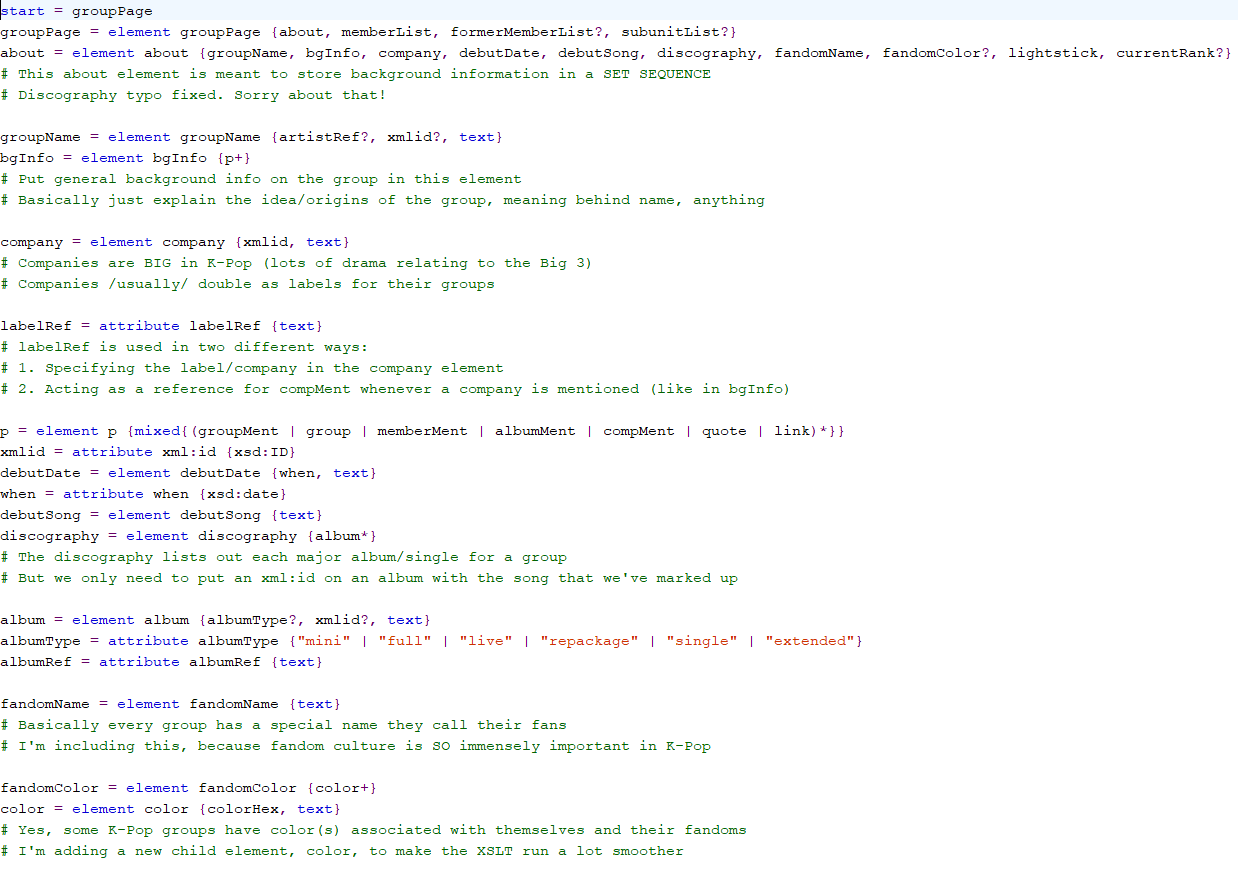 start = groupPage
groupPage = element groupPage {about, memberList, formerMemberList?, subunitList?}
about = element about {groupName, bgInfo, company, debutDate, debutSong, discography, fandomName, fandomColor?, lightstick, currentRank?}
# This about element is meant to store background information in a SET SEQUENCE
# Discography typo fixed. Sorry about that!

groupName = element groupName {artistRef?, xmlid?, text}
bgInfo = element bgInfo {p+}
# Put general background info on the group in this element
# Basically just explain the idea/origins of the group, meaning behind name, anything

company = element company {xmlid, text}
# Companies are BIG in K-Pop (lots of drama relating to the Big 3)
# Companies /usually/ double as labels for their groups

labelRef = attribute labelRef {text}
# labelRef is used in two different ways:
# 1. Specifying the label/company in the company element
# 2. Acting as a reference for compMent whenever a company is mentioned (like in bgInfo)

p = element p {mixed{(groupMent | group | memberMent | albumMent | compMent | quote | link)*}}
xmlid = attribute xml:id {xsd:ID}
debutDate = element debutDate {when, text}
when = attribute when {xsd:date}
debutSong = element debutSong {text}
discography = element discography {album*}
# The discography lists out each major album/single for a group
# But we only need to put an xml:id on an album with the song that we've marked up

album = element album {albumType?, xmlid?, text}
albumType = attribute albumType {"mini" | "full" | "live" | "repackage" | "single" | "extended"}
albumRef = attribute albumRef {text}

fandomName = element fandomName {text}
# Basically every group has a special name they call their fans
# I'm including this, because fandom culture is SO immensely important in K-Pop

fandomColor = element fandomColor {color+}
color = element color {colorHex, text}
# Yes, some K-Pop groups have color(s) associated with themselves and their fandoms
# I'm adding a new child element, color, to make the XSLT run a lot smoother